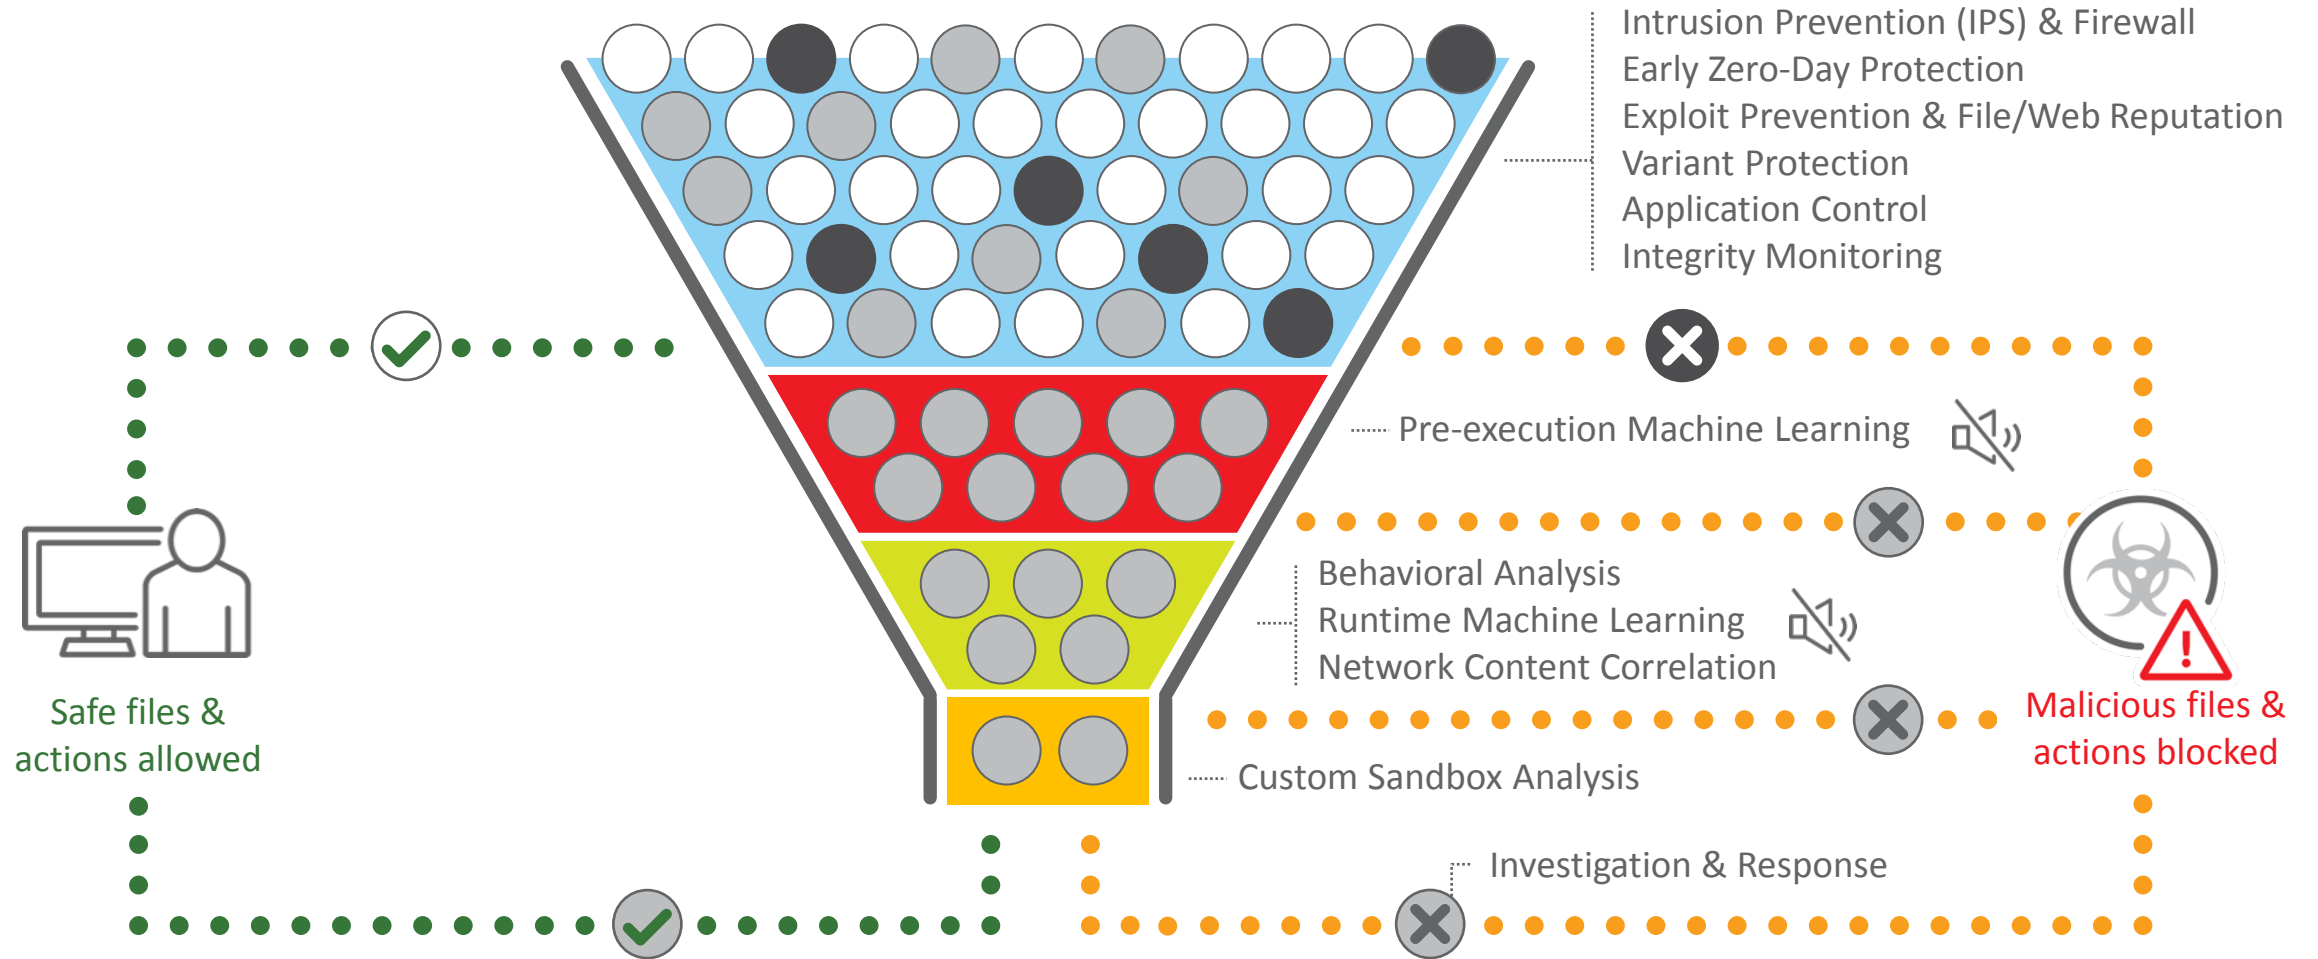 Intrusion Prevention (IPS) & Firewall
Early Zero-Day Protection
Exploit Prevention & File/Web Reputation
Variant Protection
Application Control
Integrity Monitoring
Pre-execution Machine Learning
Behavioral Analysis
Runtime Machine Learning
Network Content Correlation
Safe files &
actions allowed
Malicious files &
actions blocked
Custom Sandbox Analysis
Investigation & Response